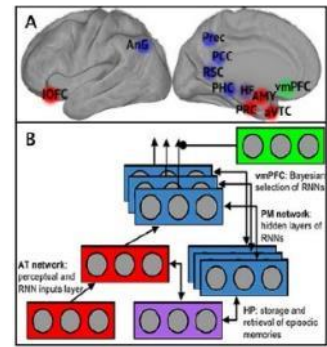 A
AnG
Prec
PCC
RSC
PHC
HF
AMY
vmPFC
lOFC
PRC
aVTC
B
vmPFC: Bayesian
selection of RNNs
PM network:
hidden layers
of RNNs
AT network:
perceptual and
RNN inputs layer
HP: storage and
retrieval of episodic
memories